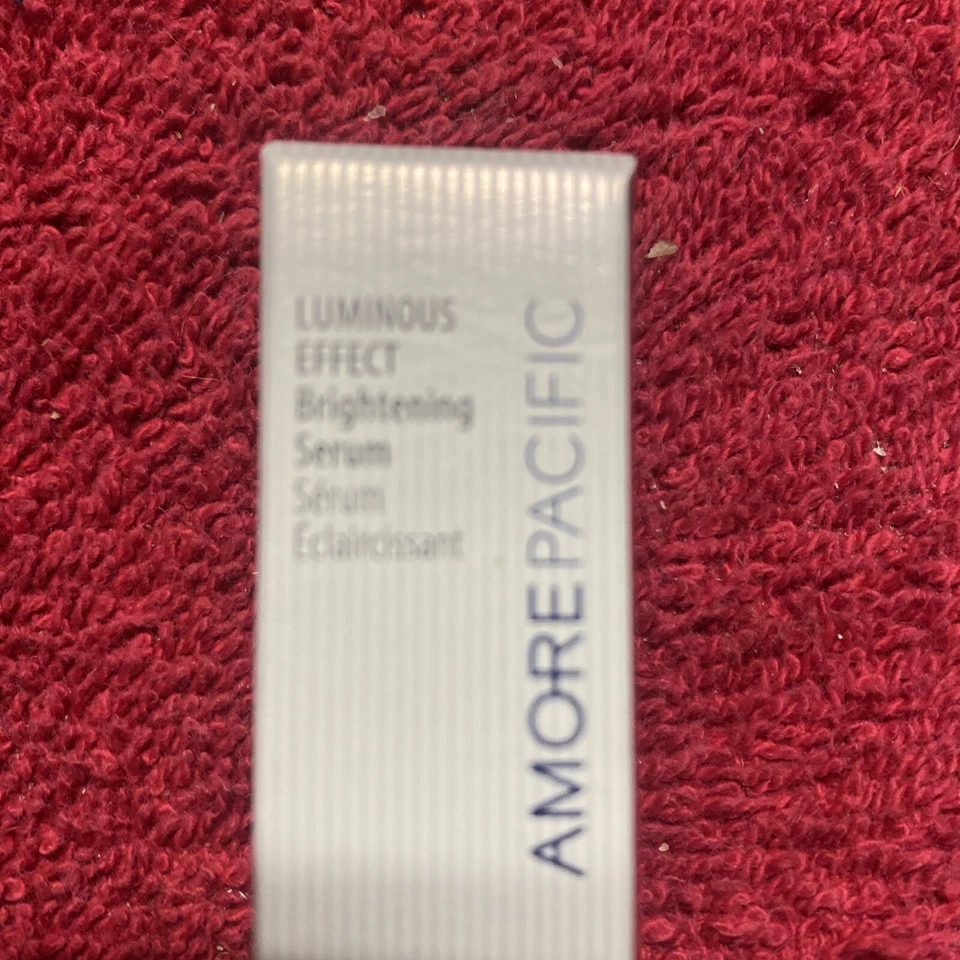 LUMINOUS
EFFECT
Brightening
Serum
Sérum
Éclaircissant
AMOREPACIFIC